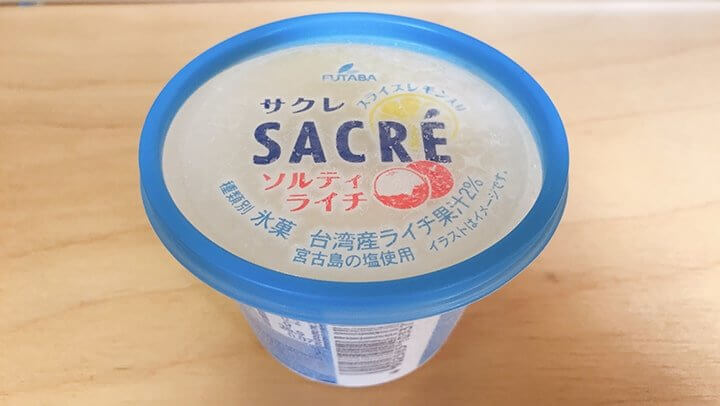 FUTABA
スライスレモン入り
サクレ
SACRÉ
ソルティ
ライチ
種類別 氷菓 台湾産ライチ果汁2%
宮古島の塩使用
イラストはイメージです。